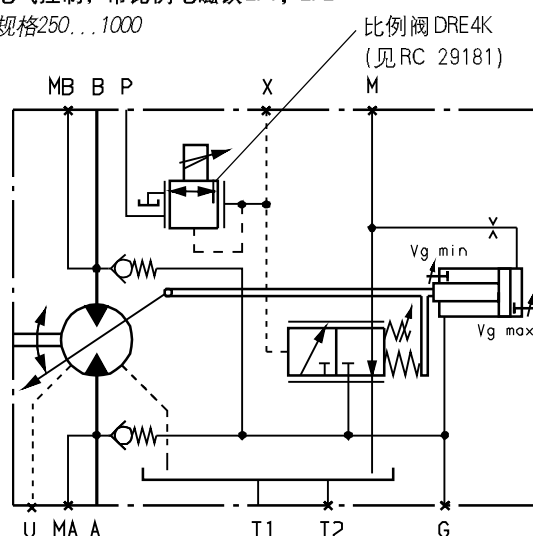 规格250...1000
比例阀DRE4K
(见RC 29181)
MB B P X M
Vg min
Vg max
U MA A T1 T2 G